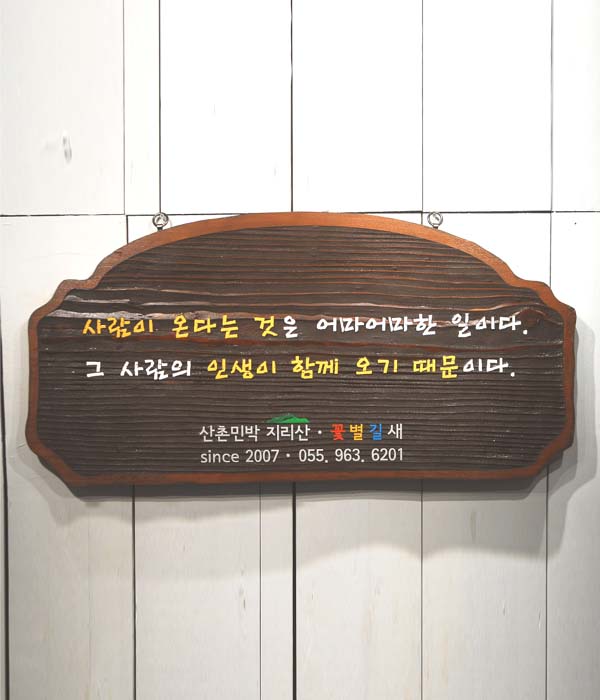 사람이 온다는 것은 어마어마한 일이다.
그 사람의 인생이 함께 오기 때문이다.
산촌민박 지리산 · 꽃별길새
since 2007 · 055. 963. 6201